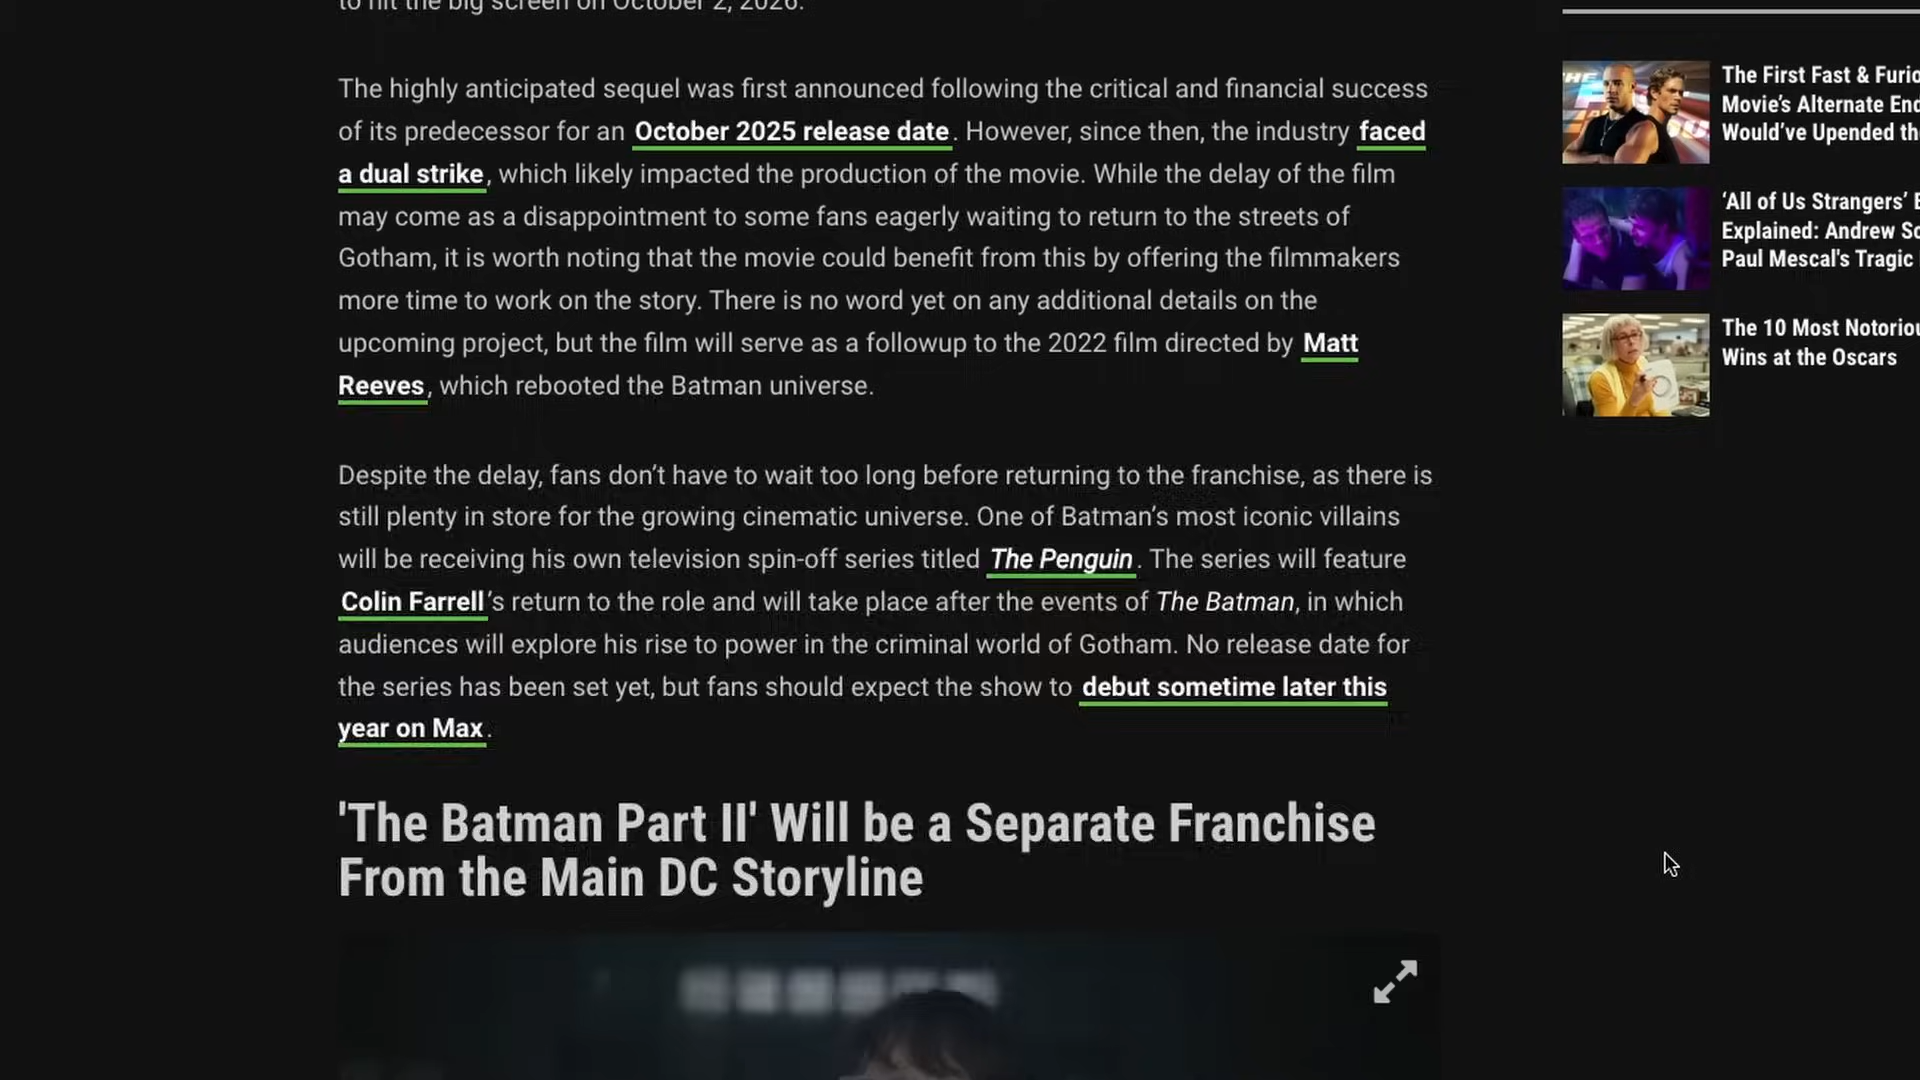 to hit the big screen on October 2, 2026.
The highly anticipated sequel was first announced following the critical and financial success
of its predecessor for an October 2025 release date. However, since then, the industry faced
a dual strike, which likely impacted the production of the movie. While the delay of the film
may come as a disappointment to some fans eagerly waiting to return to the streets of
Gotham, it is worth noting that the movie could benefit from this by offering the filmmakers
more time to work on the story. There is no word yet on any additional details on the
upcoming project, but the film will serve as a followup to the 2022 film directed by Matt
Reeves, which rebooted the Batman universe.
Despite the delay, fans don’t have to wait too long before returning to the franchise, as there is
still plenty in store for the growing cinematic universe. One of Batman’s most iconic villains
will be receiving his own television spin-off series titled The Penguin. The series will feature
Colin Farrell’s return to the role and will take place after the events of The Batman, in which
audiences will explore his rise to power in the criminal world of Gotham. No release date for
the series has been set yet, but fans should expect the show to debut sometime later this
year on Max.
'The Batman Part II' Will be a Separate Franchise
From the Main DC Storyline
The First Fast & Furio
Movie’s Alternate End
Would’ve Upended th
‘All of Us Strangers’ E
Explained: Andrew Sc
Paul Mescal's Tragic
The 10 Most Notoriou
Wins at the Oscars